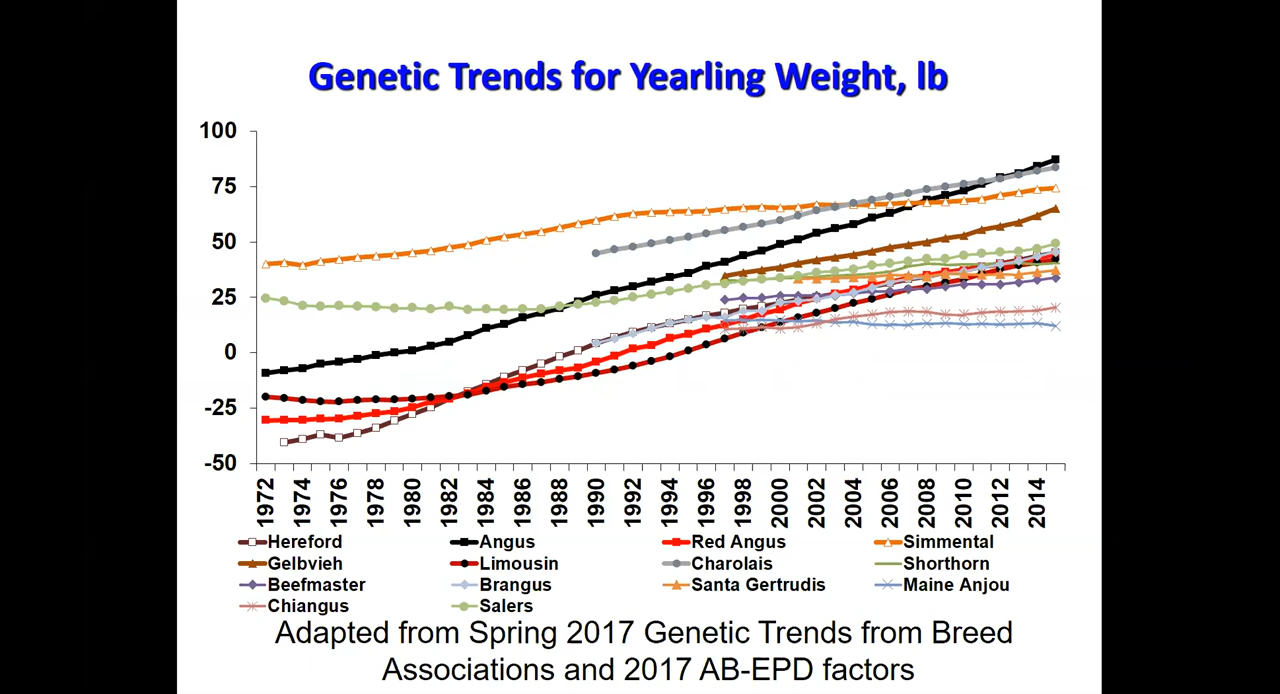 Genetic Trends for Yearling Weight, lb
100
75
50
25
0
-25
-50
1972 1974 1976 1978 1980 1982 1984 1986 1988 1990 1992 1994 1996 1998 2000 2002 2004 2006 2008 2010 2012 2014
Hereford Angus Red Angus Simmental
Gelbvieh Limousin Charolais Shorthorn
Beefmaster Brangus Santa Gertrudis Maine Anjou
Chiangus Salers
Adapted from Spring 2017 Genetic Trends from Breed
Associations and 2017 AB-EPD factors